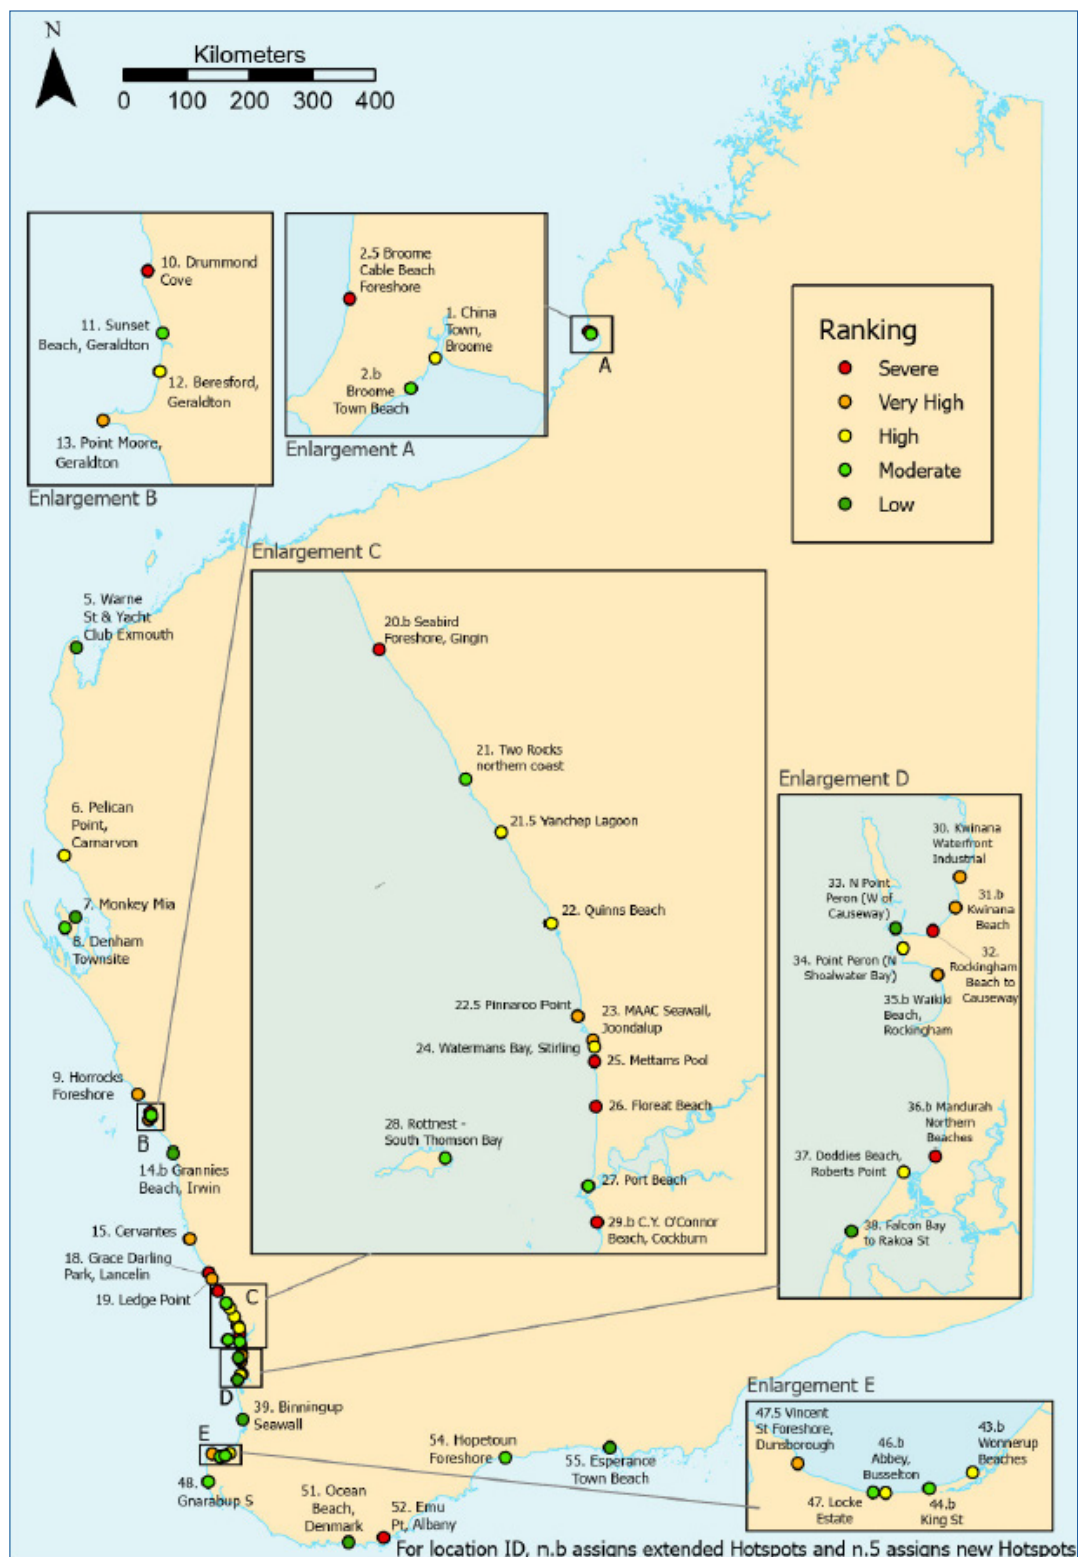 N
Kilometers
0 100 200 300 400
10. Drummond
Cove
11. Sunset
Beach, Geraldton
12. Beresford,
Geraldton
13. Point Moore,
Geraldton
Enlargement B
2.5 Broome
Cable Beach
Foreshore
1. China
Town,
Broome
2.b
Broome
Town Beach
Enlargement A
A
Ranking
Severe
Very High
High
Moderate
Low
Enlargement C
20.b Seabird
Foreshore, Gingin
21. Two Rocks
northern coast
21.5 Yanchep Lagoon
22. Quinns Beach
22.5 Pinnaroo Point
23. MAAC Seawall,
Joondalup
24. Watermans Bay, Stirling
25. Mettams Pool
26. Floreat Beach
28. Rottnest -
South Thomson Bay
27. Port Beach
29.b C.Y. O'Connor
Beach, Cockburn
5. Warne
St & Yacht
Club Exmouth
6. Pelican
Point,
Carnarvon
7. Monkey Mia
8. Denham
Townsite
9. Horrocks
Foreshore
B
14.b Grannies
Beach, Irwin
15. Cervantes
18. Grace Darling
Park, Lancelin
19. Ledge Point
C
D
39. Binningup
Seawall
E
48.
Gnarabup S
51. Ocean
Beach,
Denmark
52. Emu
Pt, Albany
54. Hopetoun
Foreshore
55. Esperance
Town Beach
Enlargement D
30. Kwinana
Waterfront
Industrial
33. N Point
Peron (W of
Causeway)
31.b
Kwinana
Beach
34. Point Peron (N
Shoalwater Bay)
32.
Rockingham
Beach to
Causeway
35.b Waikiki
Beach,
Rockingham
36.b Mandurah
Northern
Beaches
37. Doddies Beach,
Roberts Point
38. Falcon Bay
to Rakoa St
Enlargement E
47.5 Vincent
St Foreshore,
Dunsborough
46.b
Abbey,
Busselton
43.b
Wonnerup
Beaches
47. Locke
Estate
44.b
King St
For location ID, n.b assigns extended Hotspots and n.5 assigns new Hotspots